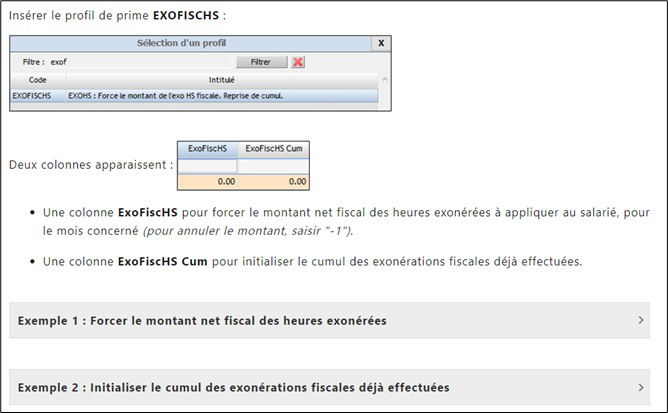 Insérer le profil de prime EXOFISCHS :
Sélection d'un profil X
Filtre : exof Filtrer
Code Intitulé
EXOFISCHS EXOHS : Force le montant de l'exo HS fiscale. Reprise de cumul.
Deux colonnes apparaissent :
ExoFiscHS ExoFiscHS Cum
0.00 0.00
• Une colonne ExoFiscHS pour forcer le montant net fiscal des heures exonérées à appliquer au salarié, pour
le mois concerné (pour annuler le montant, saisir "-1").
• Une colonne ExoFiscHS Cum pour initialiser le cumul des exonérations fiscales déjà effectuées.
Exemple 1 : Forcer le montant net fiscal des heures exonérées
Exemple 2 : Initialiser le cumul des exonérations fiscales déjà effectuées